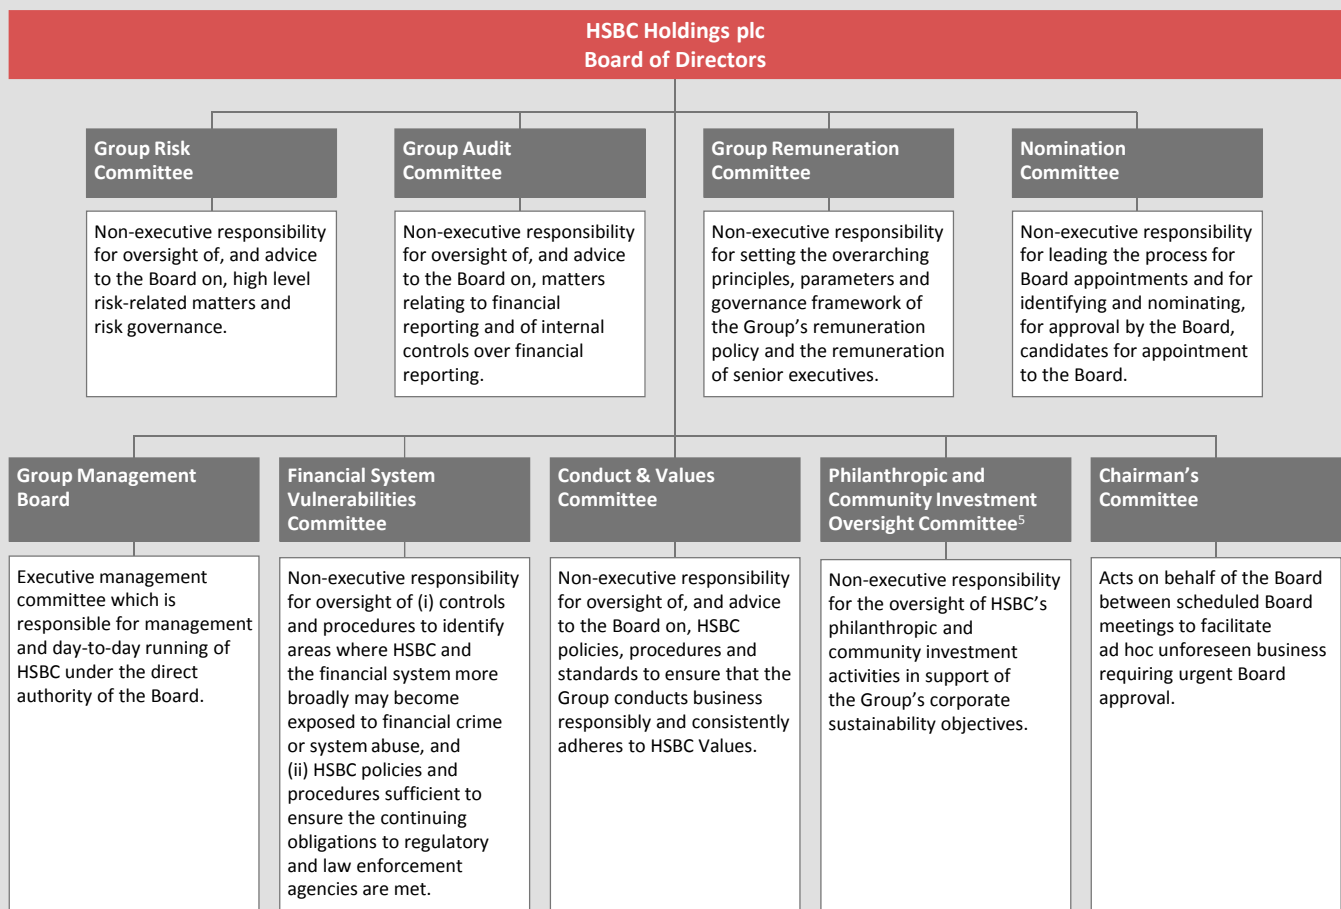 HSBC Holdings plc
Board of Directors
Group Risk
Committee
Non-executive responsibility
for oversight of, and advice
to the Board on, high level
risk-related matters and
risk governance.
Group Audit
Committee
Non-executive responsibility
for oversight of, and advice
to the Board on, matters
relating to financial
reporting and of internal
controls over financial
reporting.
Group Remuneration
Committee
Non-executive responsibility
for setting the overarching
principles, parameters and
governance framework of
the Group’s remuneration
policy and the remuneration
of senior executives.
Nomination
Committee
Non-executive responsibility
for leading the process for
Board appointments and for
identifying and nominating,
for approval by the Board,
candidates for appointment
to the Board.
Group Management
Board
Executive management
committee which is
responsible for management
and day-to-day running of
HSBC under the direct
authority of the Board.
Financial System
Vulnerabilities
Committee
Non-executive responsibility
for oversight of (i) controls
and procedures to identify
areas where HSBC and
the financial system more
broadly may become
exposed to financial crime
or system abuse, and
(ii) HSBC policies and
procedures sufficient to
ensure the continuing
obligations to regulatory
and law enforcement
agencies are met.
Conduct & Values
Committee
Non-executive responsibility
for oversight of, and advice
to the Board on, HSBC
policies, procedures and
standards to ensure that the
Group conducts business
responsibly and consistently
adheres to HSBC Values.
Philanthropic and
Community Investment
Oversight Committee⁵
Non-executive responsibility
for the oversight of HSBC’s
philanthropic and
community investment
activities in support of
the Group’s corporate
sustainability objectives.
Chairman’s
Committee
Acts on behalf of the Board
between scheduled Board
meetings to facilitate
ad hoc unforeseen business
requiring urgent Board
approval.